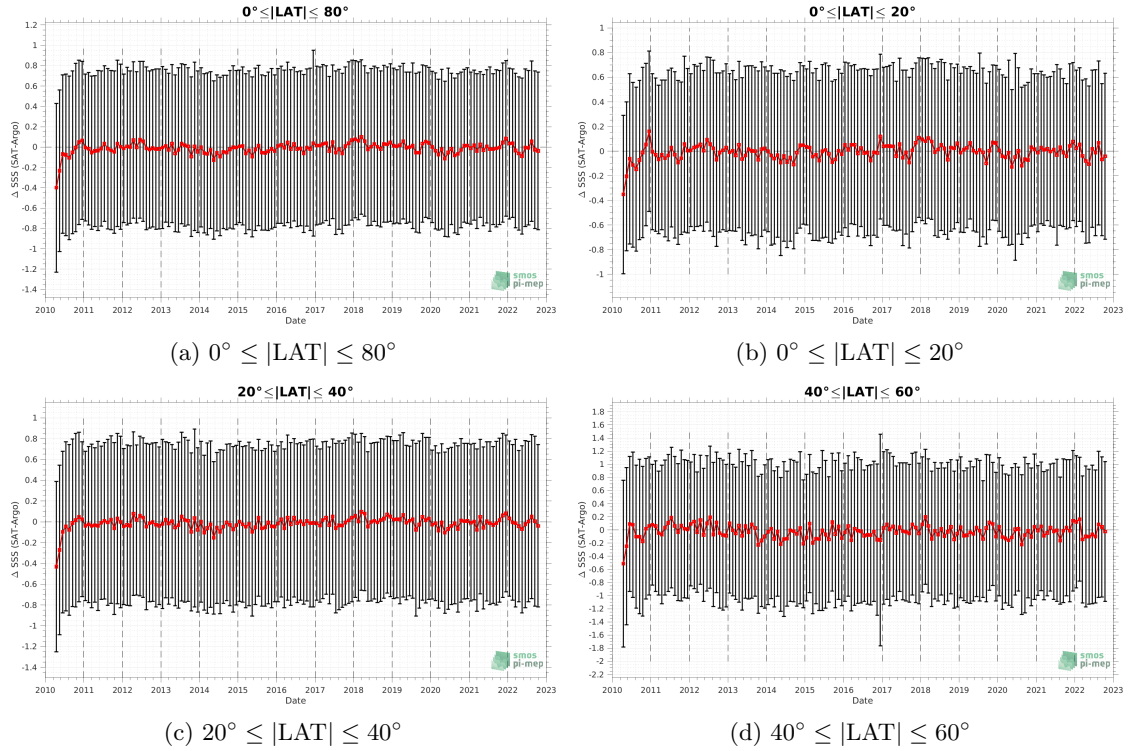 0°≤|LAT|≤ 80°
1.2
1
0.8
0.6
0.4
0.2
0
-0.2
-0.4
-0.6
-0.8
-1
-1.2
-1.4
Δ SSS (SAT-Argo)
2010 2011 2012 2013 2014 2015 2016 2017 2018 2019 2020 2021 2022 2023
Date
smos
pi-mep
(a) 0° ≤ |LAT| ≤ 80°
0°≤|LAT|≤ 20°
1
0.8
0.6
0.4
0.2
0
-0.2
-0.4
-0.6
-0.8
-1
Δ SSS (SAT-Argo)
2010 2011 2012 2013 2014 2015 2016 2017 2018 2019 2020 2021 2022 2023
Date
smos
pi-mep
(b) 0° ≤ |LAT| ≤ 20°
20°≤|LAT|≤ 40°
1
0.8
0.6
0.4
0.2
0
-0.2
-0.4
-0.6
-0.8
-1
-1.2
-1.4
Δ SSS (SAT-Argo)
2010 2011 2012 2013 2014 2015 2016 2017 2018 2019 2020 2021 2022 2023
Date
smos
pi-mep
(c) 20° ≤ |LAT| ≤ 40°
40°≤|LAT|≤ 60°
1.8
1.6
1.4
1.2
1
0.8
0.6
0.4
0.2
0
-0.2
-0.4
-0.6
-0.8
-1
-1.2
-1.4
-1.6
-1.8
-2
-2.2
Δ SSS (SAT-Argo)
2010 2011 2012 2013 2014 2015 2016 2017 2018 2019 2020 2021 2022 2023
Date
smos
pi-mep
(d) 40° ≤ |LAT| ≤ 60°